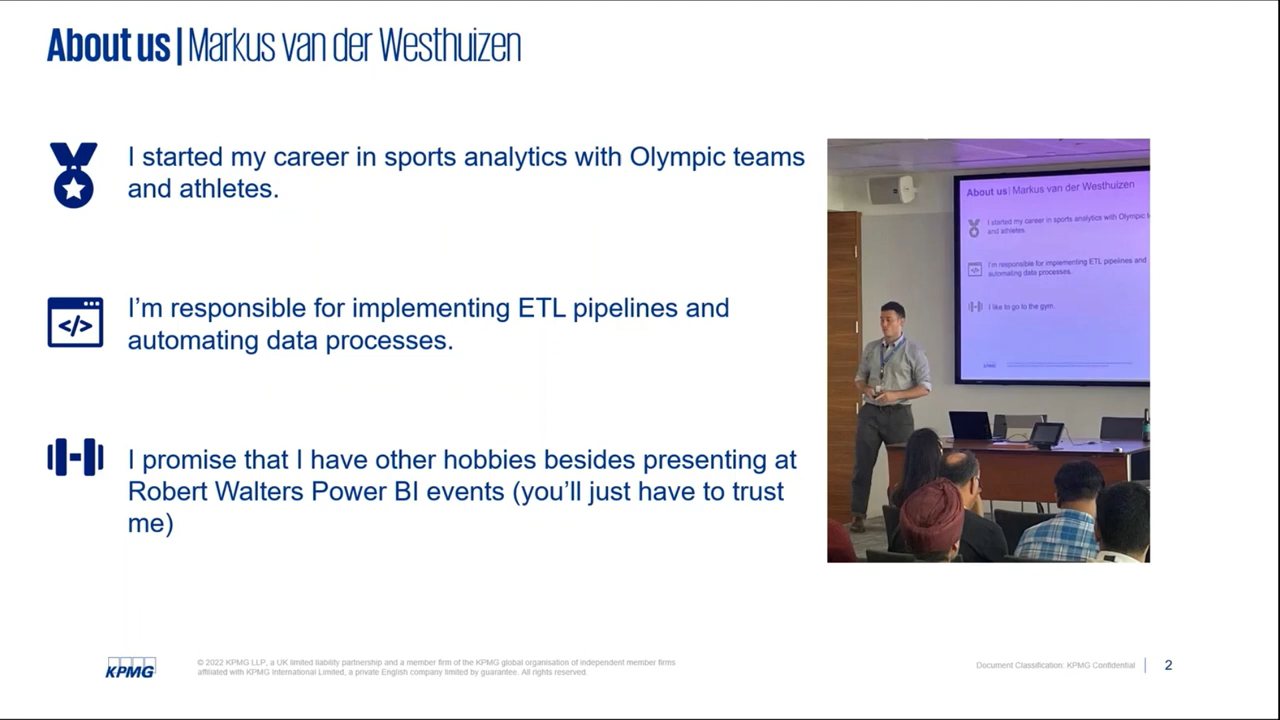 About us | Markus van der Westhuizen
I started my career in sports analytics with Olympic teams
and athletes.
I’m responsible for implementing ETL pipelines and
automating data processes.
I promise that I have other hobbies besides presenting at
Robert Walters Power BI events (you’ll just have to trust
me)
About us| Markus van der Westhuizen
I started my career in sports analytics with Olympic
and athletes.
I'm responsible for implementing ETL pipelines and
automating data processes.
I like to go to the gym.
KPMG
KPMG
© 2022 KPMG LLP, a UK limited liability partnership and a member firm of the KPMG global organisation of independent member firms
affiliated with KPMG International Limited, a private English company limited by guarantee. All rights reserved.
Document Classification: KPMG Confidential
2